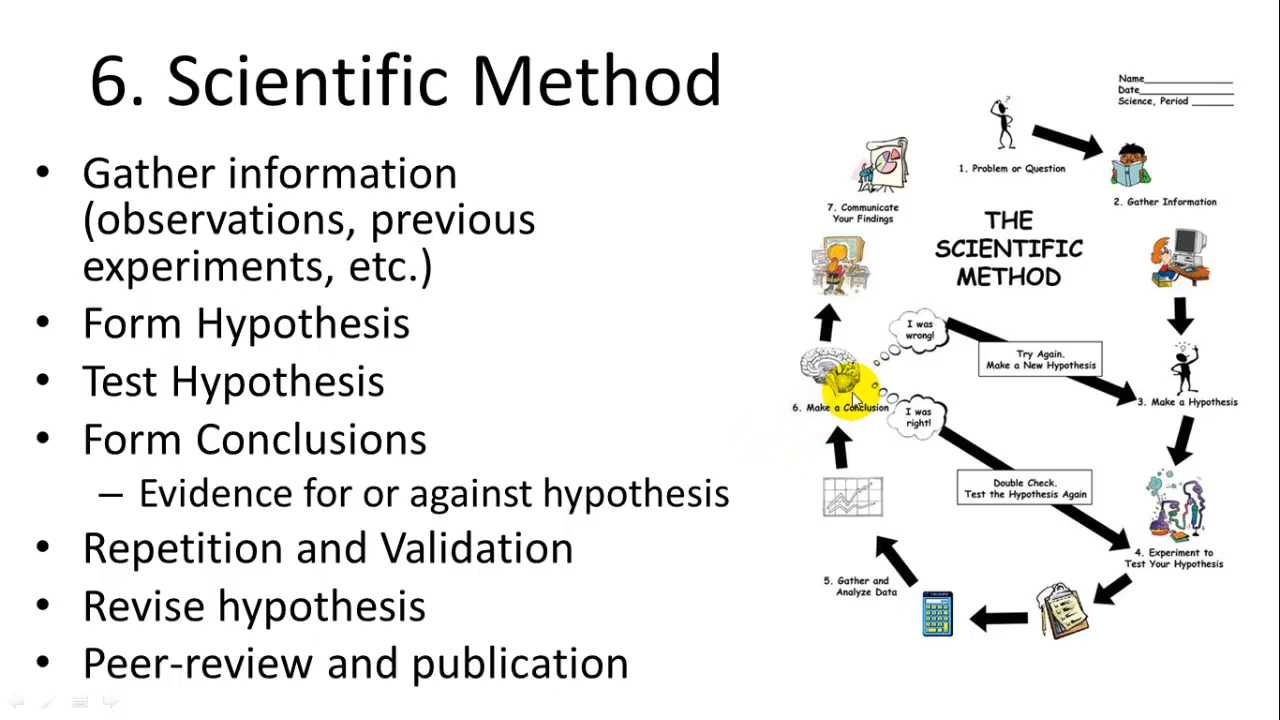 6. Scientific Method
• Gather information
(observations, previous
experiments, etc.)
• Form Hypothesis
• Test Hypothesis
• Form Conclusions
– Evidence for or against hypothesis
• Repetition and Validation
• Revise hypothesis
• Peer-review and publication
Name_______________
Date________________
Science, Period _______
THE
SCIENTIFIC
METHOD
1. Problem or Question
2. Gather Information
3. Make a Hypothesis
4. Experiment to
Test Your Hypothesis
5. Gather and
Analyze Data
6. Make a Conclusion
I was
wrong!
Try Again.
Make a New Hypothesis
I was
right!
Double Check.
Test the Hypothesis Again
7. Communicate
Your Findings